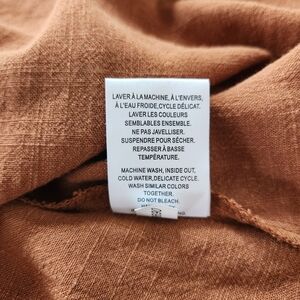 LAVER À LA MACHINE, À L'ENVERS,
À L'EAU FROIDE,CYCLE DÉLICAT.
LAVER LES COULEURS
SEMBLABLES ENSEMBLE.
NE PAS JAVELLISER.
SUSPENDRE POUR SÉCHER.
REPASSER À BASSE
TEMPÉRATURE.
MACHINE WASH, INSIDE OUT,
COLD WATER,DELICATE CYCLE.
WASH SIMILAR COLORS
TOGETHER.
DO NOT BLEACH.